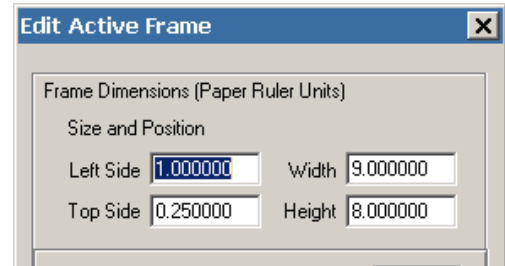 Edit Active Frame
Frame Dimensions (Paper Ruler Units)
Size and Position
Left Side 1.000000 Width 9.000000
Top Side 0.250000 Height 8.000000